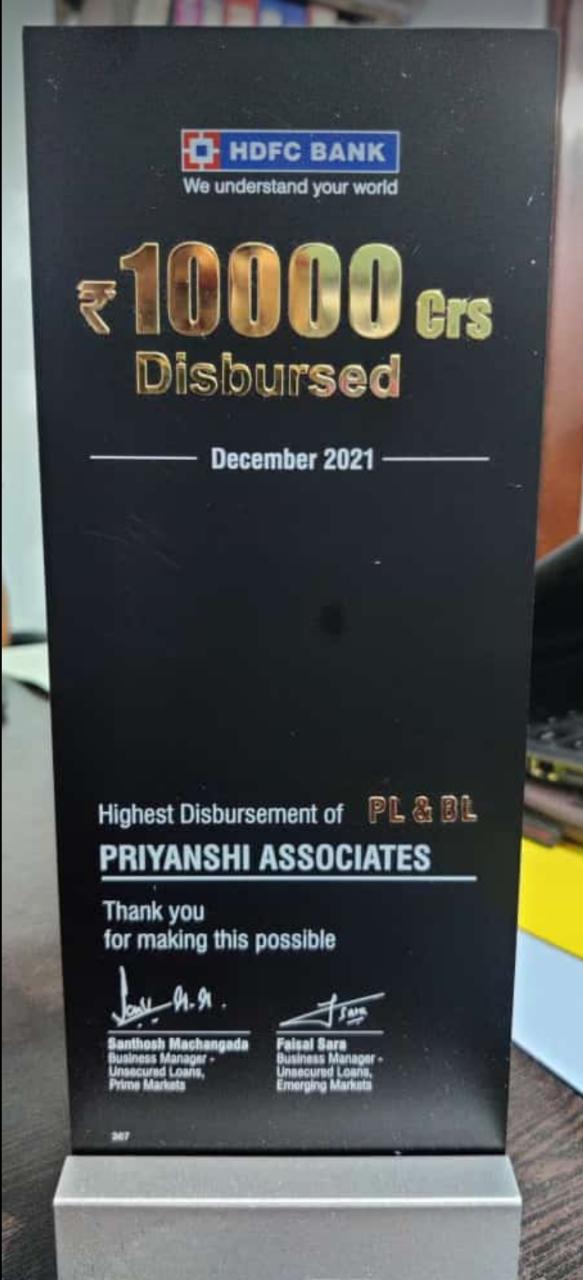 HDFC BANK
We understand your world
₹10000 Crs
Disbursed
December 2021
Highest Disbursement of PL & BL
PRIYANSHI ASSOCIATES
Thank you
for making this possible
Santhosh Machangada Faisal Sara
Business Manager - Business Manager -
Unsecured Loans, Unsecured Loans,
Prime Markets Emerging Markets
367